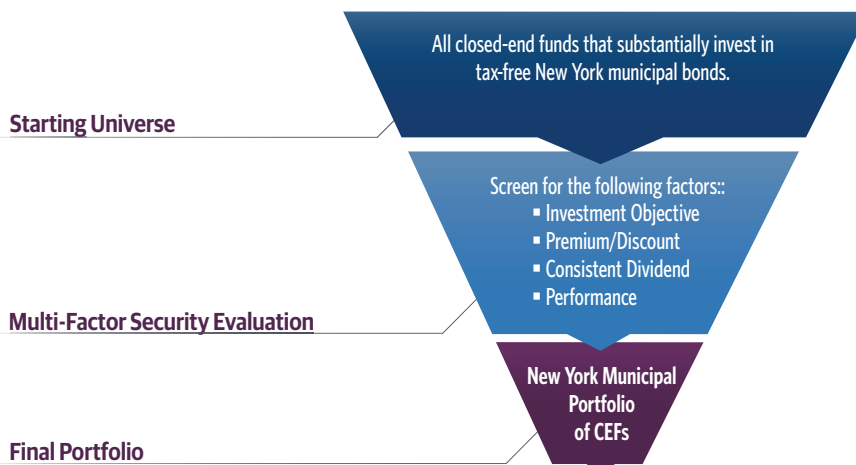 All closed-end funds that substantially invest in
tax-free New York municipal bonds.
Starting Universe
Screen for the following factors::
▪ Investment Objective
▪ Premium/Discount
▪ Consistent Dividend
▪ Performance
Multi-Factor Security Evaluation
New York Municipal
Portfolio
of CEFs
Final Portfolio